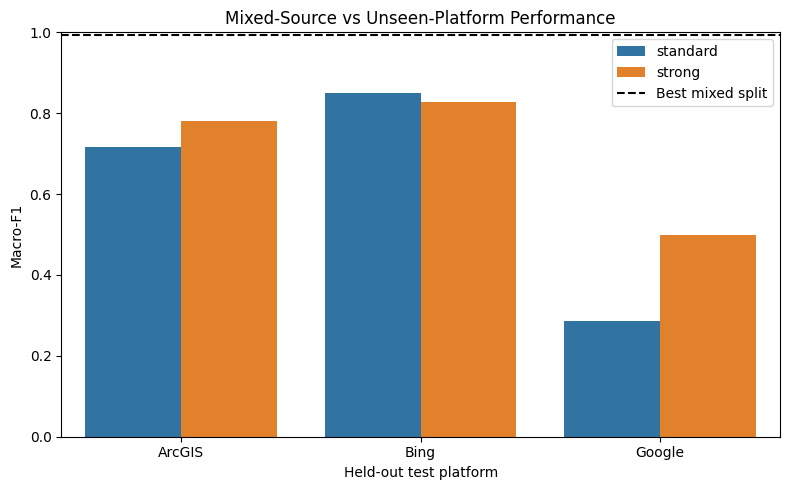 Mixed-Source vs Unseen-Platform Performance
1.0
0.8
0.6
0.4
0.2
0.0
Macro-F1
standard
strong
Best mixed split
ArcGIS
Bing
Google
Held-out test platform